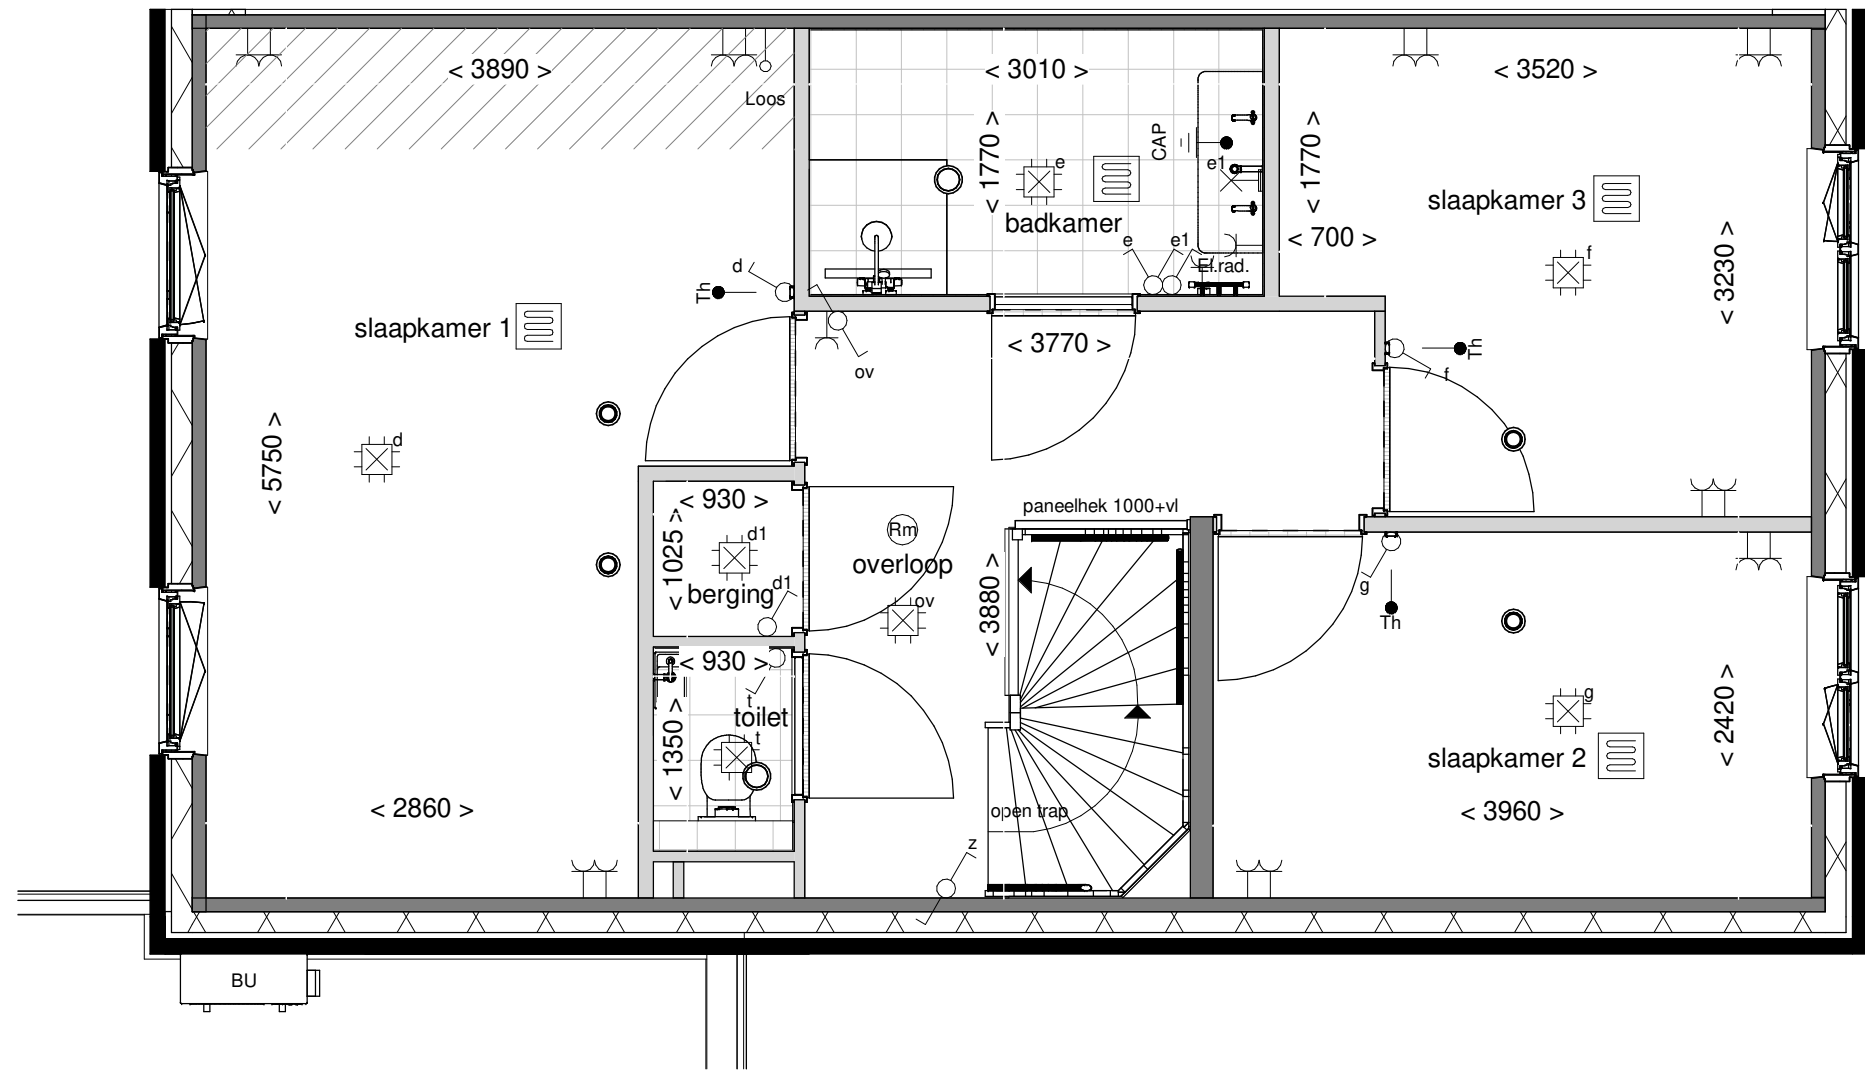 < 3890 >
< 3010 >
< 3520 >
Loos
< 1770 >
CAP
e
e1
< 1770 >
slaapkamer 3
badkamer
< 700 >
e
e1
El.rad.
f
< 3230 >
d
Th
slaapkamer 1
ov
< 3770 >
Th
f
< 5750 >
d
< 930 >
< 1025 >
d1
berging
d1
Rm
overloop
ov
paneelhek 1000+vl
< 3880 >
g
Th
< 930 >
t
toilet
t
< 1350 >
g
< 2420 >
slaapkamer 2
< 2860 >
open trap
< 3960 >
z
BU